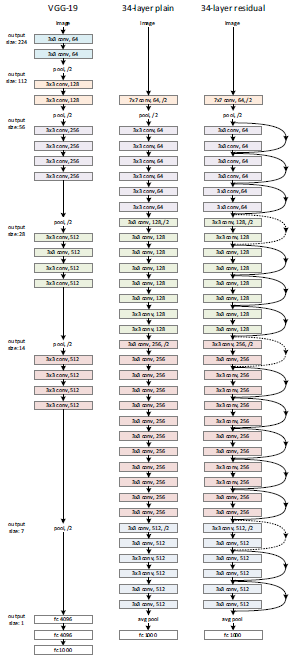 VGG-19
34-layer plain
34-layer residual
output
size: 224
output
size: 112
output
size: 56
output
size: 28
output
size: 14
output
size: 7
output
size: 1
image
3x3 conv, 64
3x3 conv, 64
pool, /2
3x3 conv, 128
3x3 conv, 128
pool, /2
3x3 conv, 256
3x3 conv, 256
3x3 conv, 256
3x3 conv, 256
pool, /2
3x3 conv, 512
3x3 conv, 512
3x3 conv, 512
3x3 conv, 512
pool, /2
3x3 conv, 512
3x3 conv, 512
3x3 conv, 512
3x3 conv, 512
pool, /2
fc 4096
fc 4096
fc 1000
image
7x7 conv, 64, /2
pool, /2
3x3 conv, 64
3x3 conv, 64
3x3 conv, 64
3x3 conv, 64
3x3 conv, 64
3x3 conv, 64
3x3 conv, 128, /2
3x3 conv, 128
3x3 conv, 128
3x3 conv, 128
3x3 conv, 128
3x3 conv, 128
3x3 conv, 128
3x3 conv, 128
3x3 conv, 256, /2
3x3 conv, 256
3x3 conv, 256
3x3 conv, 256
3x3 conv, 256
3x3 conv, 256
3x3 conv, 256
3x3 conv, 256
3x3 conv, 256
3x3 conv, 256
3x3 conv, 256
3x3 conv, 256
3x3 conv, 512, /2
3x3 conv, 512
3x3 conv, 512
3x3 conv, 512
3x3 conv, 512
3x3 conv, 512
avg pool
fc 1000
image
7x7 conv, 64, /2
pool, /2
3x3 conv, 64
3x3 conv, 64
3x3 conv, 64
3x3 conv, 64
3x3 conv, 64
3x3 conv, 64
3x3 conv, 128, /2
3x3 conv, 128
3x3 conv, 128
3x3 conv, 128
3x3 conv, 128
3x3 conv, 128
3x3 conv, 128
3x3 conv, 128
3x3 conv, 256, /2
3x3 conv, 256
3x3 conv, 256
3x3 conv, 256
3x3 conv, 256
3x3 conv, 256
3x3 conv, 256
3x3 conv, 256
3x3 conv, 256
3x3 conv, 256
3x3 conv, 256
3x3 conv, 256
3x3 conv, 512, /2
3x3 conv, 512
3x3 conv, 512
3x3 conv, 512
3x3 conv, 512
3x3 conv, 512
avg pool
fc 1000